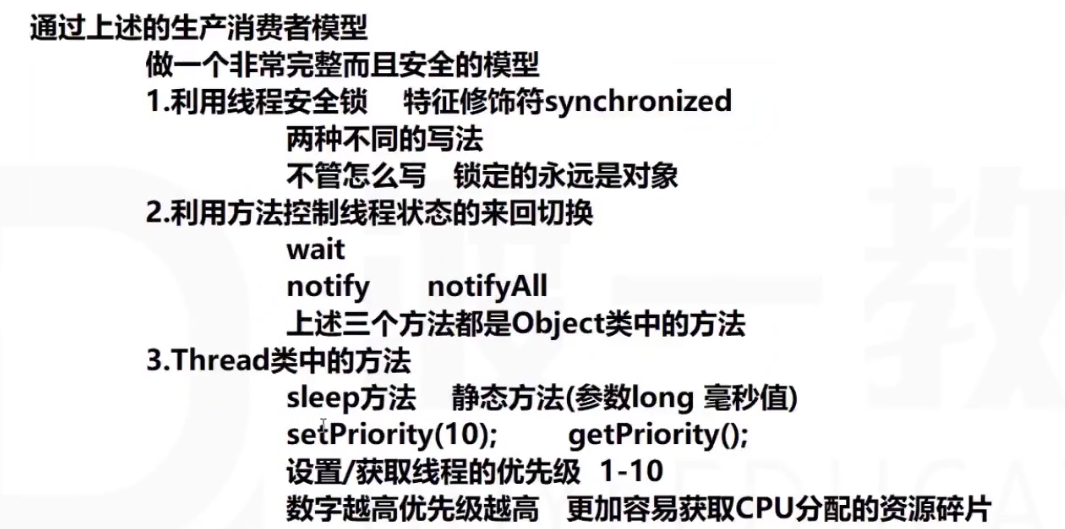 通过上述的生产消费者模型
做一个非常完整而且安全的模型
1.利用线程安全锁 特征修饰符synchronized
两种不同的写法
不管怎么写 锁定的永远是对象
2.利用方法控制线程状态的来回切换
wait
notify notifyAll
上述三个方法都是Object类中的方法
3.Thread类中的方法
sleep方法 静态方法(参数long 毫秒值)
setPriority(10); getPriority();
设置/获取线程的优先级 1-10
数字越高优先级越高 更加容易获取CPU分配的资源碎片